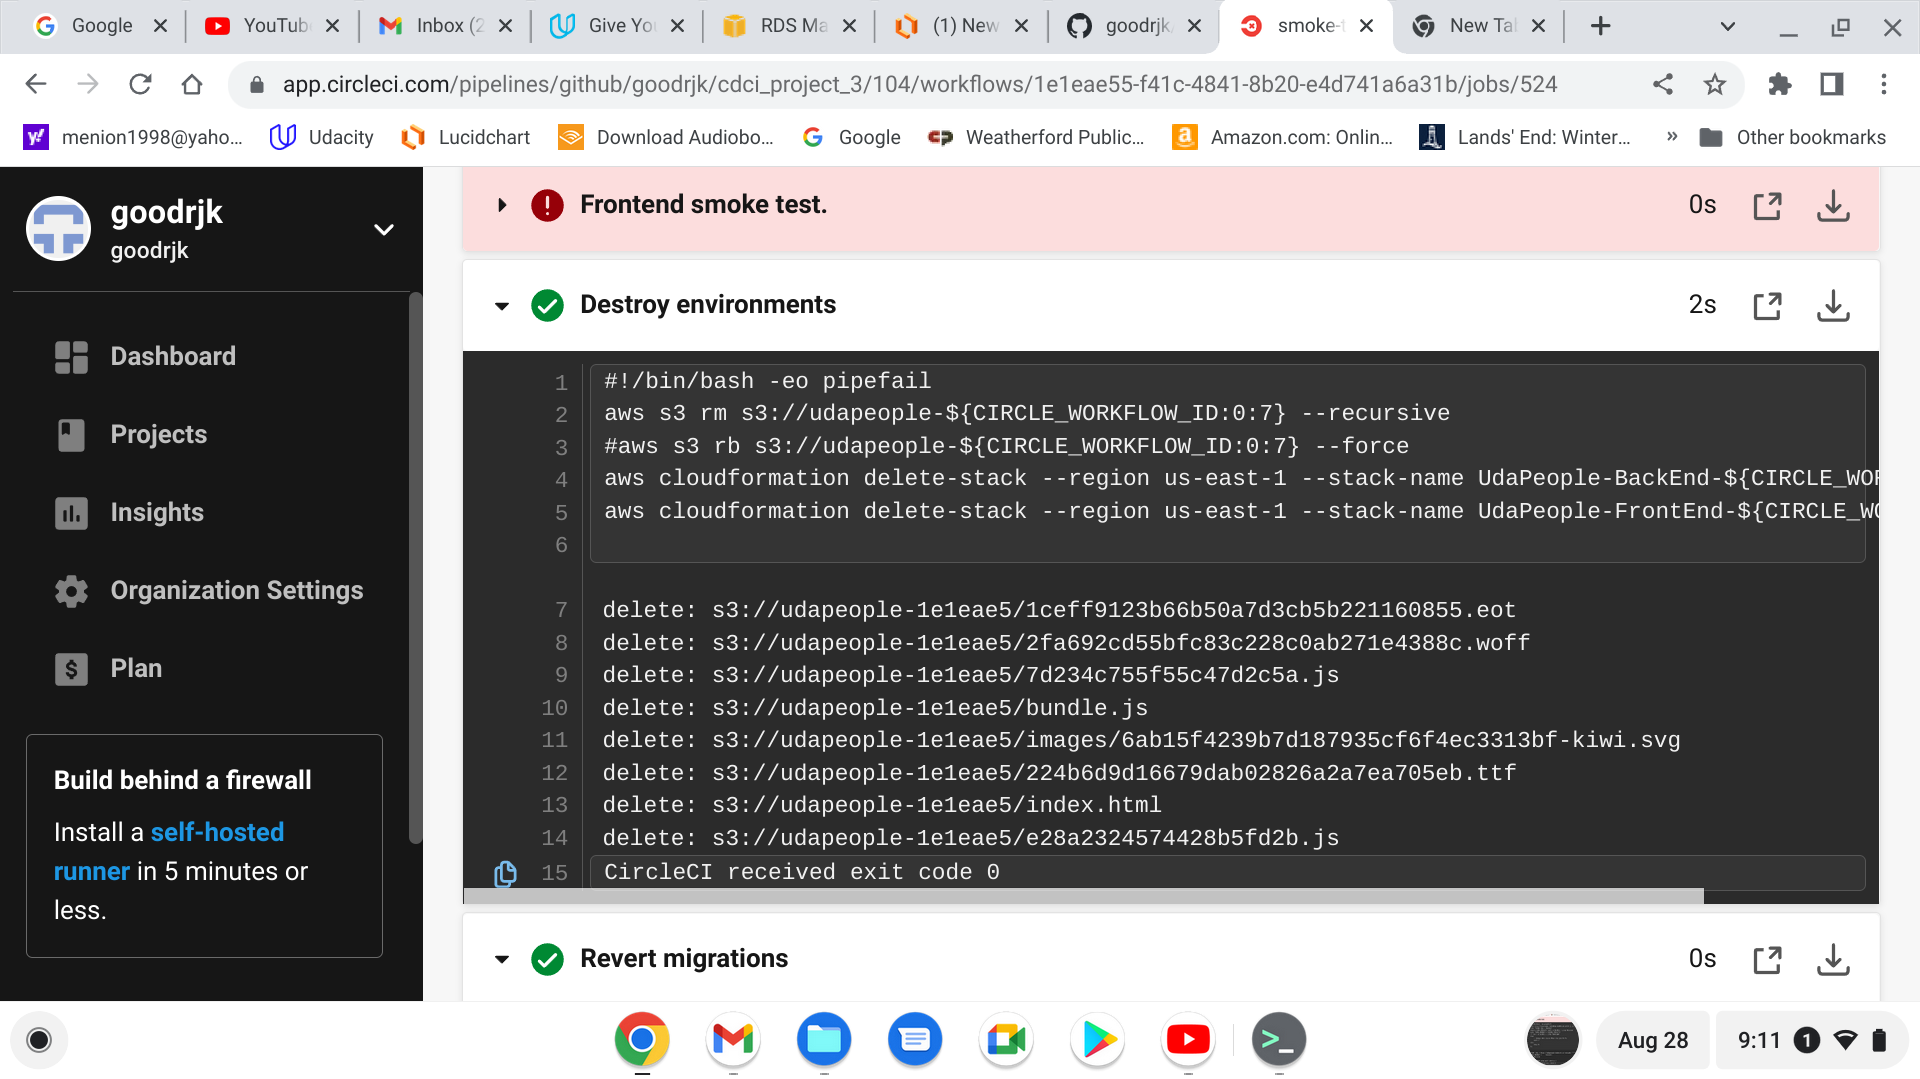 Google
YouTub
Inbox (2
Give Yo
RDS Ma
(1) New
goodrjk
smoke-t
New Tab
app.circleci.com/pipelines/github/goodrjk/cdci_project_3/104/workflows/1e1eae55-f41c-4841-8b20-e4d741a6a31b/jobs/524
menion1998@yaho...
Udacity
Lucidchart
Download Audiobo...
Google
Weatherford Public...
Amazon.com: Onlin...
Lands' End: Winter...
»
Other bookmarks
goodrjk
goodrjk
Dashboard
Projects
Insights
Organization Settings
Plan
Build behind a firewall
Install a self-hosted
runner in 5 minutes or
less.
Frontend smoke test.
0s
Destroy environments
2s
1 #!/bin/bash -eo pipefail
2 aws s3 rm s3://udapeople-${CIRCLE_WORKFLOW_ID:0:7} --recursive
3 #aws s3 rb s3://udapeople-${CIRCLE_WORKFLOW_ID:0:7} --force
4 aws cloudformation delete-stack --region us-east-1 --stack-name UdaPeople-BackEnd-${CIRCLE_WOR
5 aws cloudformation delete-stack --region us-east-1 --stack-name UdaPeople-FrontEnd-${CIRCLE_WO
6
7 delete: s3://udapeople-1e1eae5/1ceff9123b66b50a7d3cb5b221160855.eot
8 delete: s3://udapeople-1e1eae5/2fa692cd55bfc83c228c0ab271e4388c.woff
9 delete: s3://udapeople-1e1eae5/7d234c755f55c47d2c5a.js
10 delete: s3://udapeople-1e1eae5/bundle.js
11 delete: s3://udapeople-1e1eae5/images/6ab15f4239b7d187935cf6f4ec3313bf-kiwi.svg
12 delete: s3://udapeople-1e1eae5/224b6d9d16679dab02826a2a7ea705eb.ttf
13 delete: s3://udapeople-1e1eae5/index.html
14 delete: s3://udapeople-1e1eae5/e28a2324574428b5fd2b.js
15 CircleCI received exit code 0
Revert migrations
0s
Aug 28
9:11
1